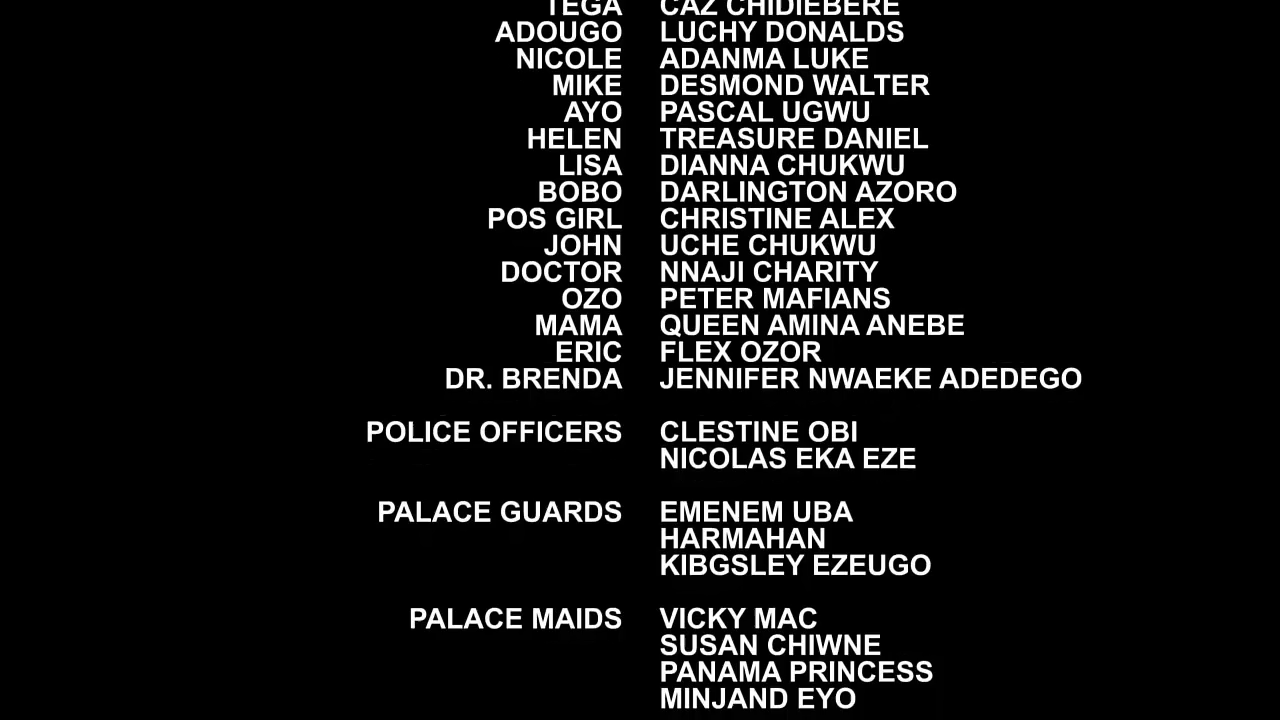 TEGA CAZ CHIDIEBERE
ADOUGO LUCHY DONALDS
NICOLE ADANMA LUKE
MIKE DESMOND WALTER
AYO PASCAL UGWU
HELEN TREASURE DANIEL
LISA DIANNA CHUKWU
BOBO DARLINGTON AZORO
POS GIRL CHRISTINE ALEX
JOHN UCHE CHUKWU
DOCTOR NNAJI CHARITY
OZO PETER MAFIANS
MAMA QUEEN AMINA ANEBE
ERIC FLEX OZOR
DR. BRENDA JENNIFER NWAEKE ADEDEGO
POLICE OFFICERS CLESTINE OBI
NICOLAS EKA EZE
PALACE GUARDS EMENEM UBA
HARMAHAN
KIBGSLEY EZEUGO
PALACE MAIDS VICKY MAC
SUSAN CHIWNE
PANAMA PRINCESS
MINJAND EYO